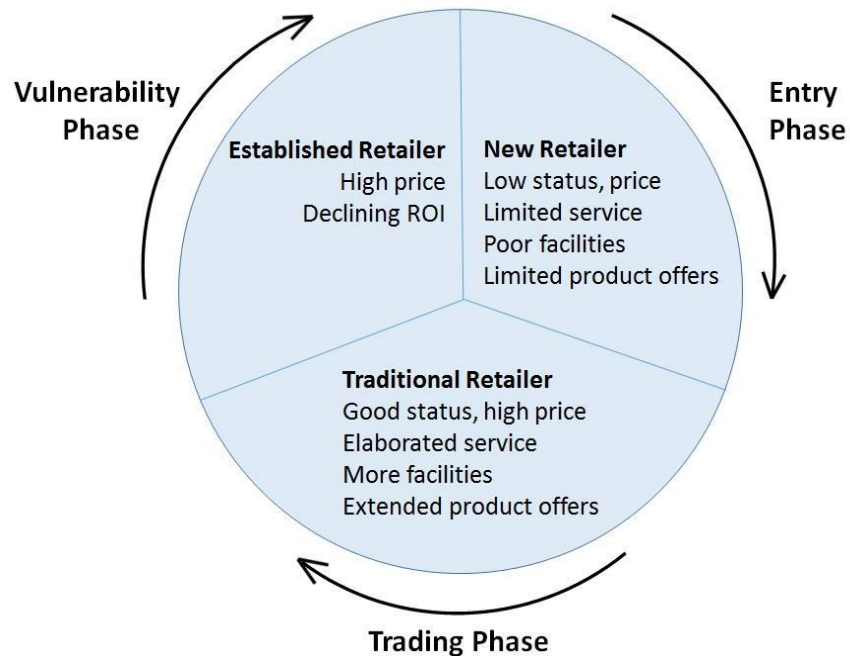 Vulnerability
Phase
Entry
Phase
Established Retailer
High price
Declining ROI
New Retailer
Low status, price
Limited service
Poor facilities
Limited product offers
Traditional Retailer
Good status, high price
Elaborated service
More facilities
Extended product offers
Trading Phase